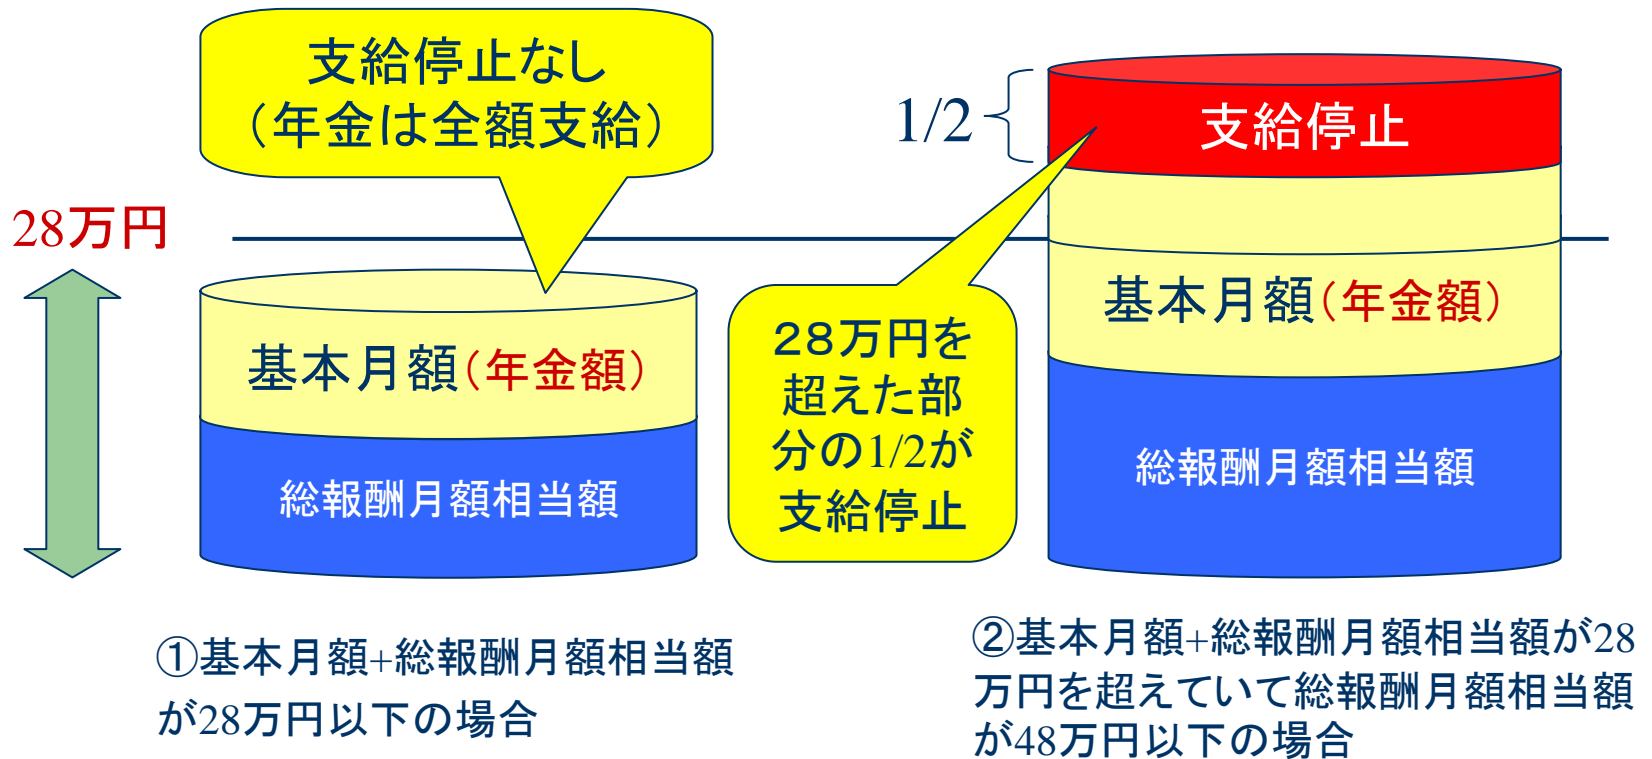 支給停止なし
（年金は全額支給）
28万円
基本月額（年金額）
総報酬月額相当額
①基本月額+総報酬月額相当額
が28万円以下の場合
1/2
支給停止
２８万円を
超えた部
分の1/2が
支給停止
基本月額（年金額）
総報酬月額相当額
②基本月額+総報酬月額相当額が28
万円を超えていて総報酬月額相当額
が48万円以下の場合